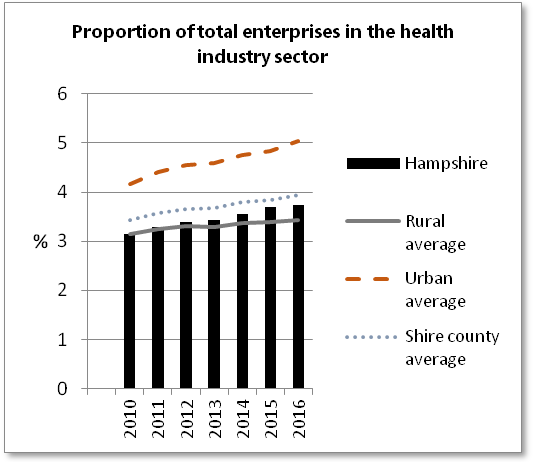 Proportion of total enterprises in the health
industry sector
6
5
4
3
2
1
0
%
2010
2011
2012
2013
2014
2015
2016
Hampshire
Rural
average
Urban
average
Shire county
average